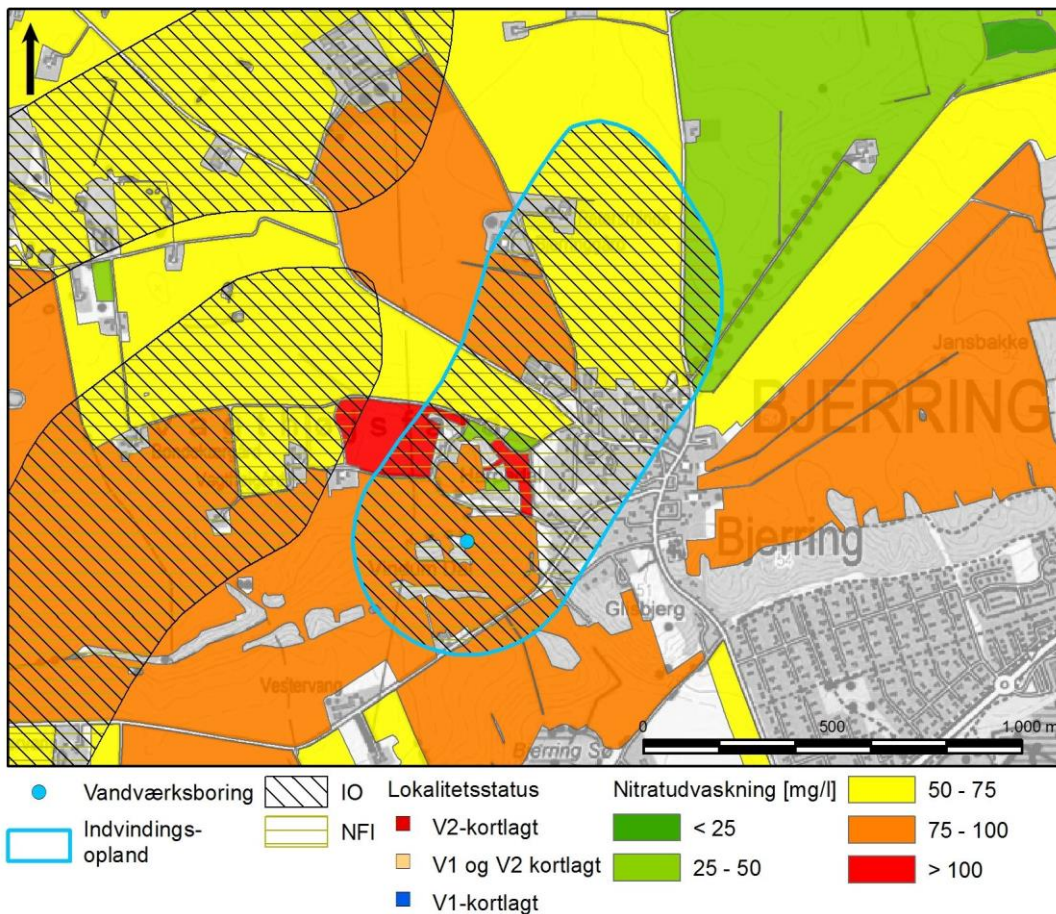 Jansbakke
BJERRING
Bjerring
Glisbjerg
Vestervang
Bjerring Sø
0 500 1.000 m
Vandværksboring
Indvindings-
opland
IO
NFI
Lokalitetsstatus
V2-kortlagt
V1 og V2 kortlagt
V1-kortlagt
Nitratudvaskning [mg/l]
< 25
25 - 50
50 - 75
75 - 100
> 100